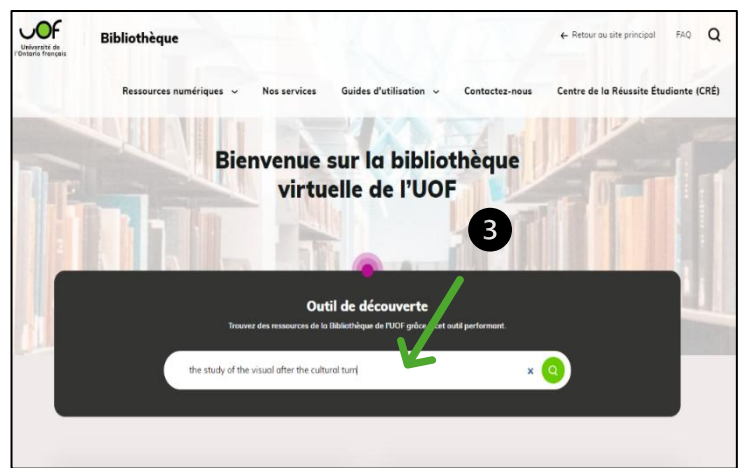 UOF
Université de
l'Ontario français
Bibliothèque
← Retour au site principal FAQ
Ressources numériques Nos services Guides d'utilisation Contactez-nous Centre de la Réussite Étudiante (CRÉ)
Bienvenue sur la bibliothèque
virtuelle de l'UOF
3
Outil de découverte
Trouvez des ressources de la Bibliothèque de l'UOF grâce cet outil performant.
the study of the visual after the cultural turn x